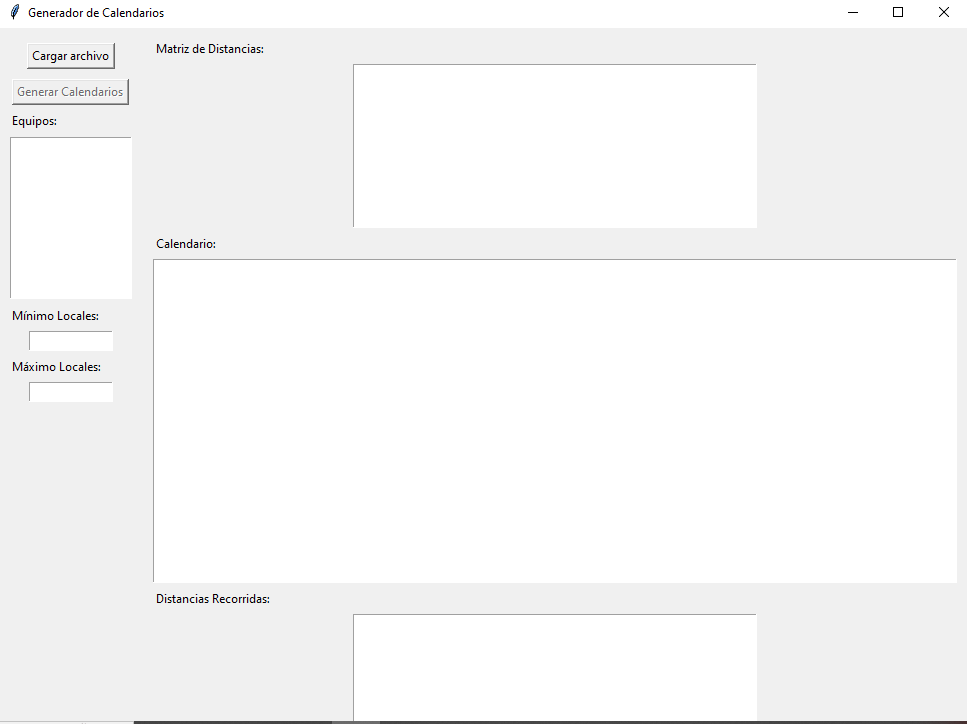 Generador de Calendarios
Cargar archivo
Generar Calendarios
Equipos:
Mínimo Locales:
Máximo Locales:
Matriz de Distancias:
Calendario:
Distancias Recorridas: